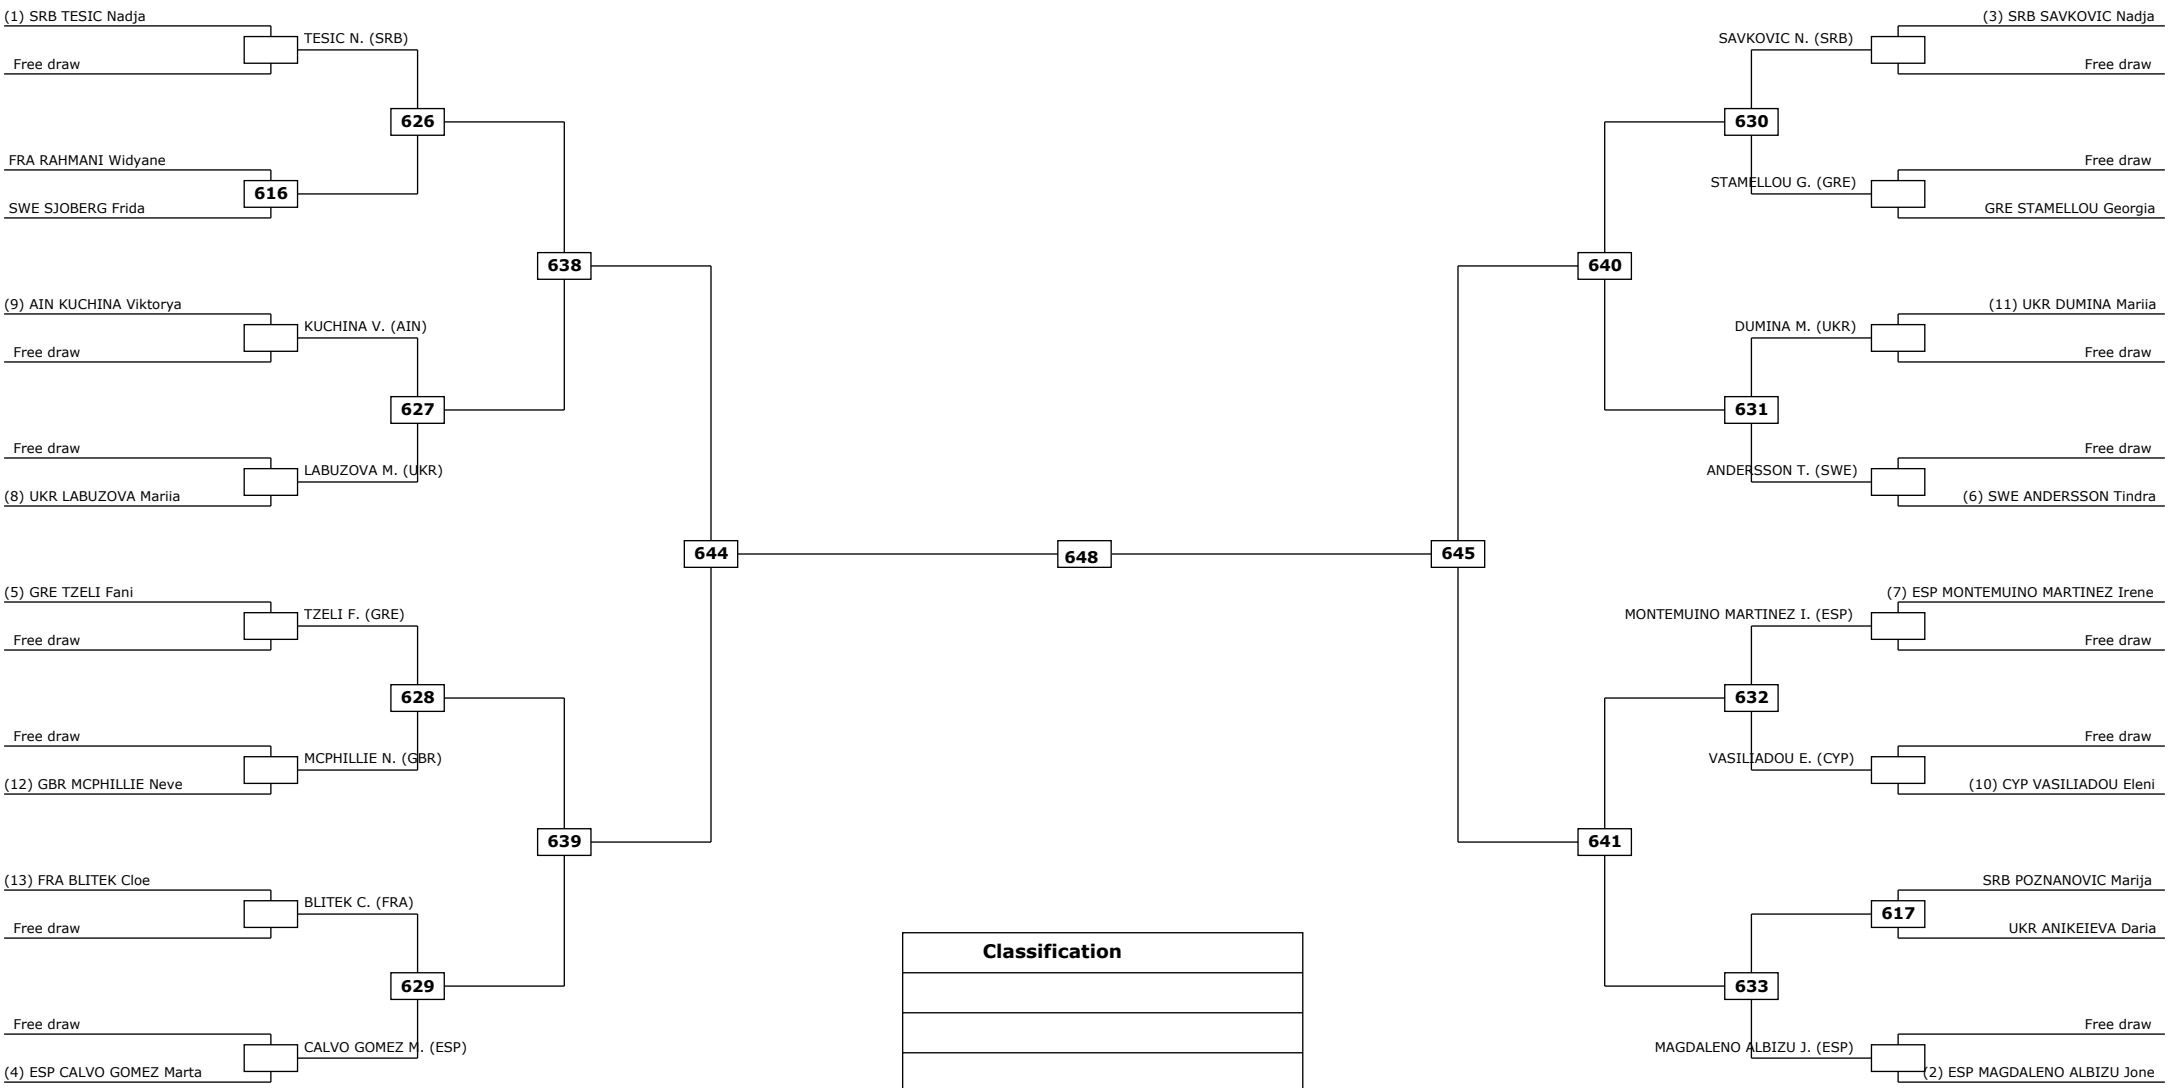 (1) SRB TESIC Nadja
TESIC N. (SRB)
Free draw
626
FRA RAHMANI Widyane
616
SWE SJOBERG Frida
638
(9) AIN KUCHINA Viktorya
KUCHINA V. (AIN)
Free draw
627
Free draw
LABUZOVA M. (UKR)
(8) UKR LABUZOVA Mariia
644
(5) GRE TZELI Fani
TZELI F. (GRE)
Free draw
628
Free draw
MCPHILLIE N. (GBR)
(12) GBR MCPHILLIE Neve
639
(13) FRA BLITEK Cloe
BLITEK C. (FRA)
Free draw
629
Free draw
CALVO GOMEZ M. (ESP)
(4) ESP CALVO GOMEZ Marta
648
Classification
(3) SRB SAVKOVIC Nadja
SAVKOVIC N. (SRB)
Free draw
630
Free draw
STAMELLOU G. (GRE)
GRE STAMELLOU Georgia
640
(11) UKR DUMINA Mariia
DUMINA M. (UKR)
Free draw
631
Free draw
ANDERSSON T. (SWE)
(6) SWE ANDERSSON Tindra
645
(7) ESP MONTEMUINO MARTINEZ Irene
MONTEMUINO MARTINEZ I. (ESP)
Free draw
632
Free draw
VASILIADOU E. (CYP)
(10) CYP VASILIADOU Eleni
641
SRB POZNANOVIC Marija
617
UKR ANIKEIEVA Daria
633
Free draw
MAGDALENO ALBIZU J. (ESP)
(2) ESP MAGDALENO ALBIZU Jone